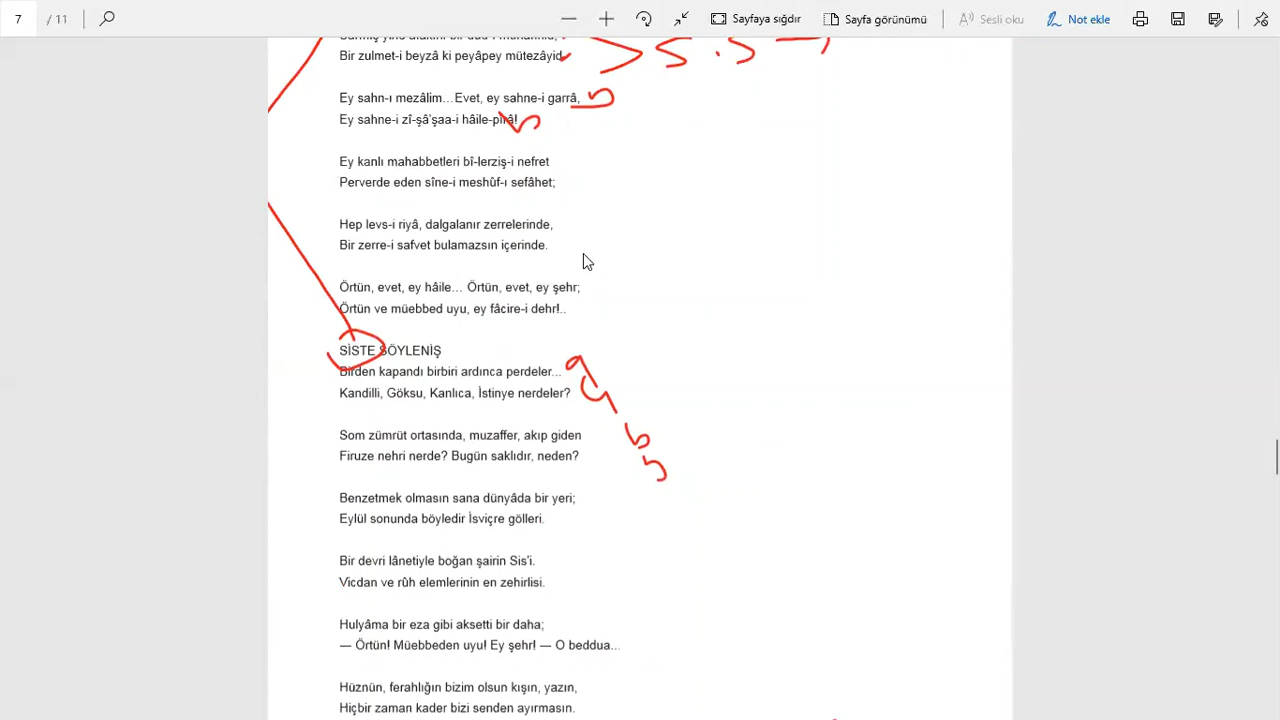 7 / 11 Sayfaya sığdır Sayfa görünümü Sesli oku Not ekle
Bir zulmet-i beyzâ ki peyâpey mütezâyid.
Ey sahn-ı mezâlim...Evet, ey sahne-i garrâ,
Ey sahne-i zî-şâ'şaa-i hâile-pîrâ!
Ey kanlı mahabbetleri bî-lerziş-i nefret
Perverde eden sîne-i meshûf-ı sefâhet;
Hep levs-i riyâ, dalgalanır zerrelerinde,
Bir zerre-i safvet bulamazsın içerinde.
Örtün, evet, ey hâile... Örtün, evet, ey şehr;
Örtün ve müebbed uyu, ey fâcire-i dehr!..
SİSTE SÖYLENİŞ
Birden kapandı birbiri ardınca perdeler...
Kandilli, Göksu, Kanlıca, İstinye nerdeler?
Som zümrüt ortasında, muzaffer, akıp giden
Firuze nehri nerde? Bugün saklıdır, neden?
Benzetmek olmasın sana dünyâda bir yeri;
Eylül sonunda böyledir İsviçre gölleri.
Bir devri lânetiyle boğan şairin Sis'i.
Vicdan ve rûh elemlerinin en zehirlisi.
Hulyâma bir eza gibi aksetti bir daha;
— Örtün! Müebbeden uyu! Ey şehr! — O beddua...
Hüznün, ferahlığın bizim olsun kışın, yazın,
Hiçbir zaman kader bizi senden ayırmasın.